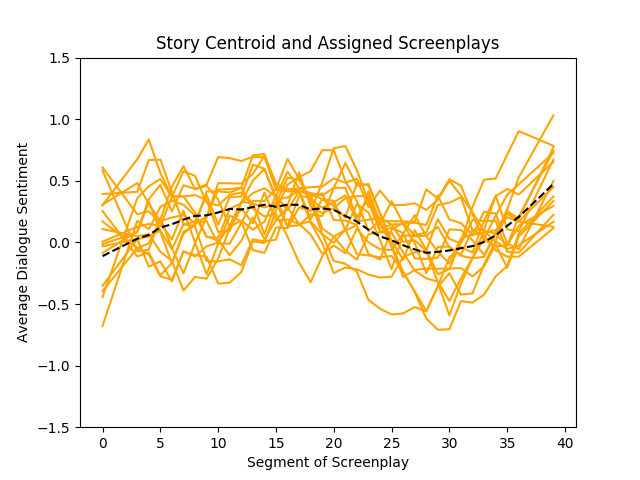 Story Centroid and Assigned Screenplays
Average Dialogue Sentiment
1.5
1.0
0.5
0.0
−0.5
−1.0
−1.5
0 5 10 15 20 25 30 35 40
Segment of Screenplay